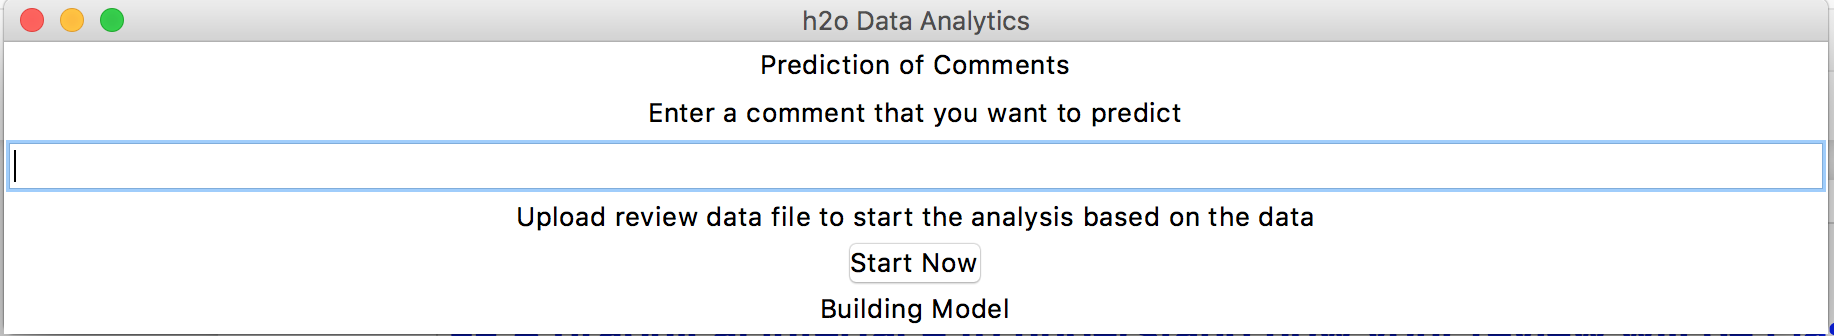 h2o Data Analytics
Prediction of Comments
Enter a comment that you want to predict
Upload review data file to start the analysis based on the data
Start Now
Building Model